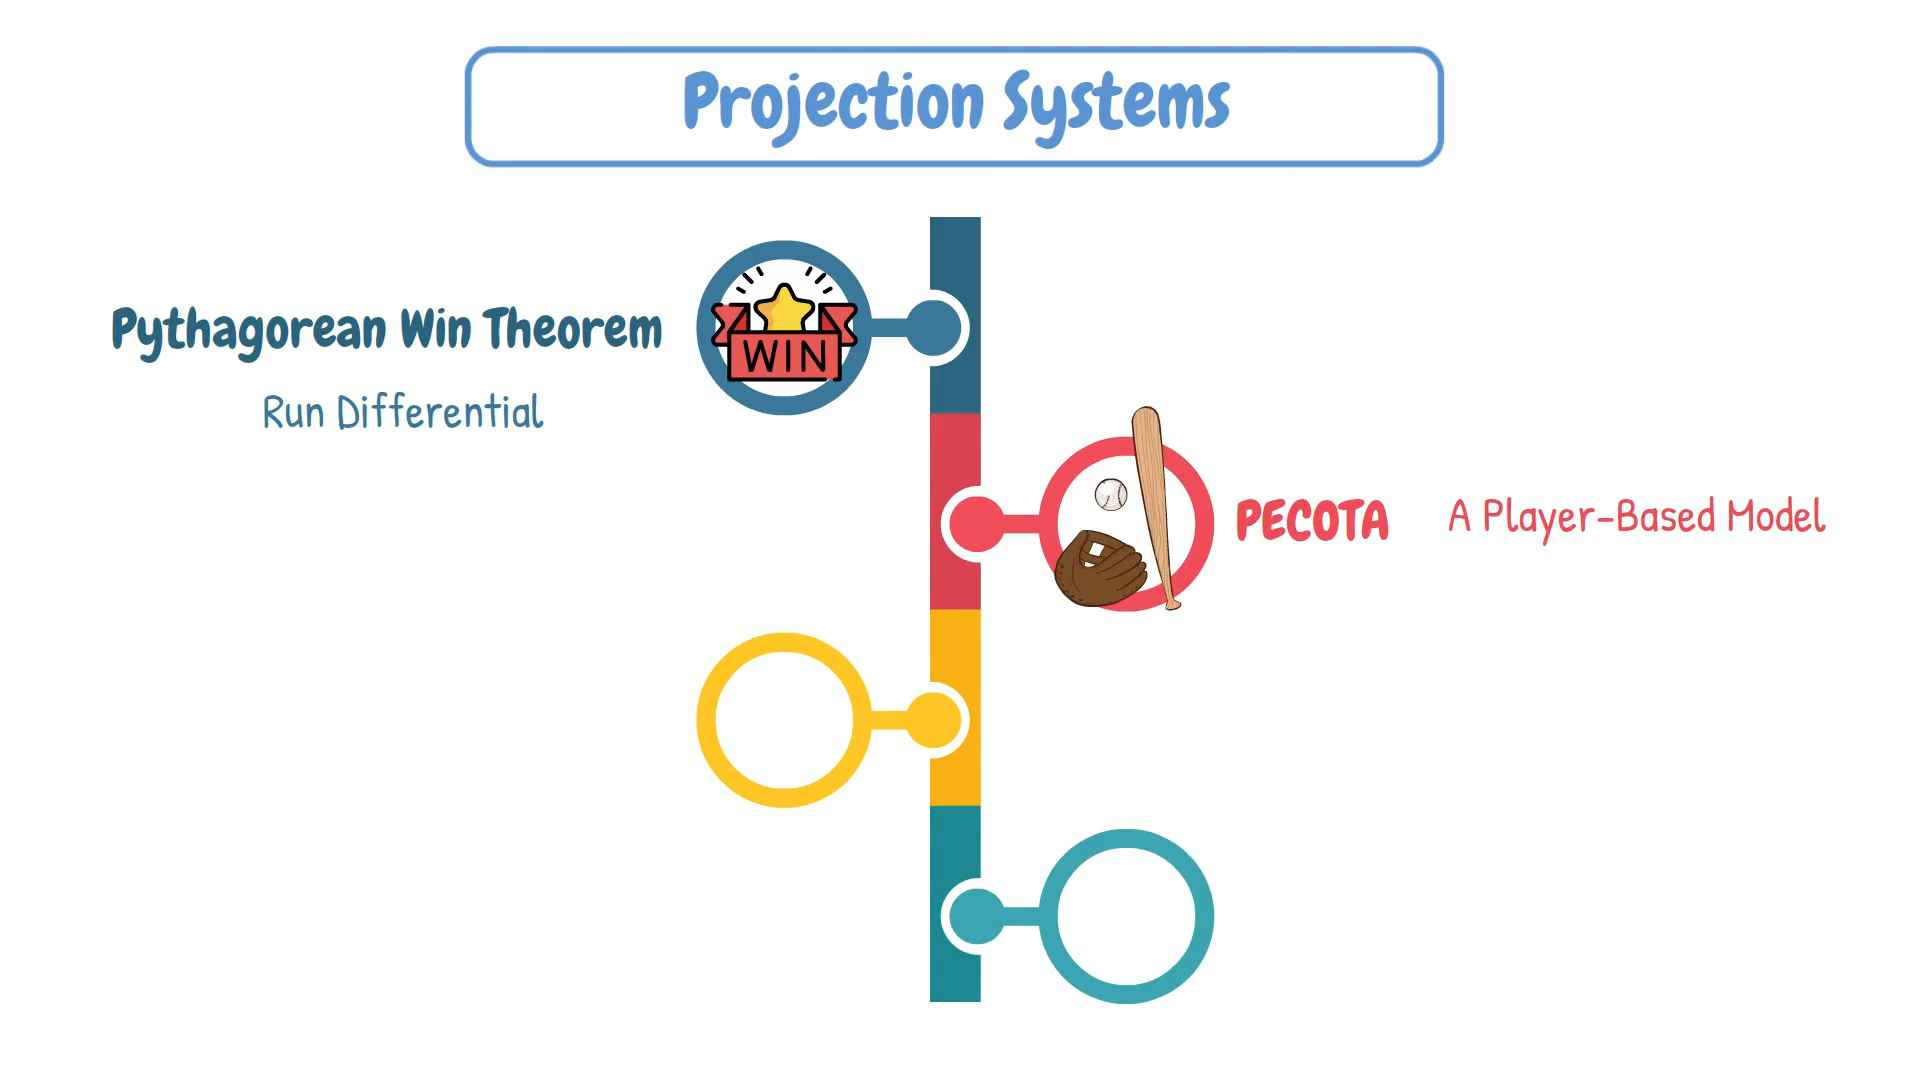 Projection Systems
WIN
Pythagorean Win Theorem
Run Differential
PECOTA
A Player-Based Model